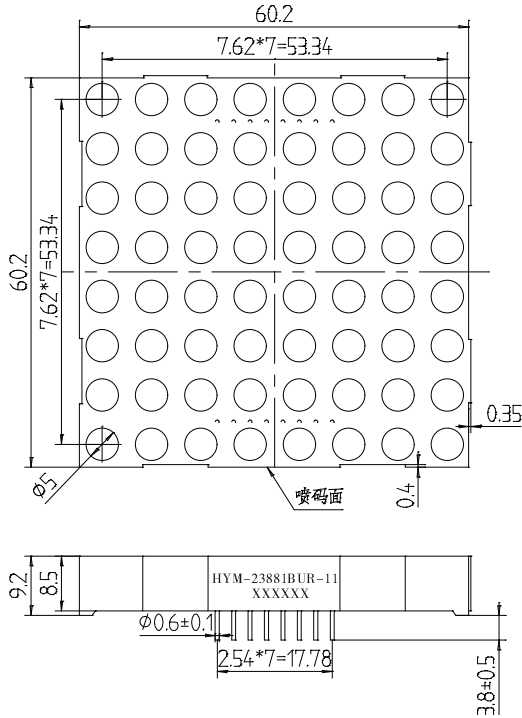 60.2
7.62*7=53.34
60.2
7.62*7=53.34
0.35
Ø5
喷码面
0.4
9.2
8.5
HYM-23881BUR-11
XXXXXX
Ø0.6±0.1
2.54*7=17.78
3.8±0.5